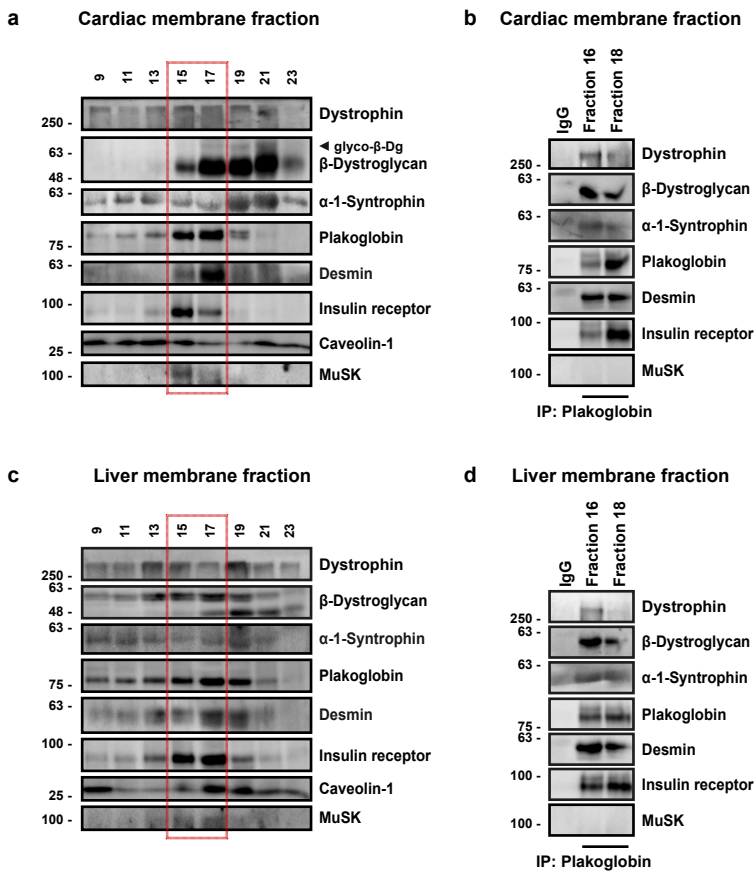 a Cardiac membrane fraction
9 11 13 15 17 19 21 23
250 - Dystrophin
63 - ◄ glyco-β-Dg
48 - β-Dystroglycan
63 - α-1-Syntrophin
75 - Plakoglobin
63 - Desmin
100 - Insulin receptor
25 - Caveolin-1
100 - MuSK
b Cardiac membrane fraction
IgG Fraction 16 Fraction 18
250 - Dystrophin
63 - β-Dystroglycan
63 - α-1-Syntrophin
75 - Plakoglobin
63 - Desmin
100 - Insulin receptor
100 - MuSK
IP: Plakoglobin
c Liver membrane fraction
9 11 13 15 17 19 21 23
250 - Dystrophin
63 - β-Dystroglycan
48 -
63 - α-1-Syntrophin
75 - Plakoglobin
63 - Desmin
100 - Insulin receptor
25 - Caveolin-1
100 - MuSK
d Liver membrane fraction
IgG Fraction 16 Fraction 18
250 - Dystrophin
63 - β-Dystroglycan
63 - α-1-Syntrophin
75 - Plakoglobin
63 - Desmin
100 - Insulin receptor
100 - MuSK
IP: Plakoglobin